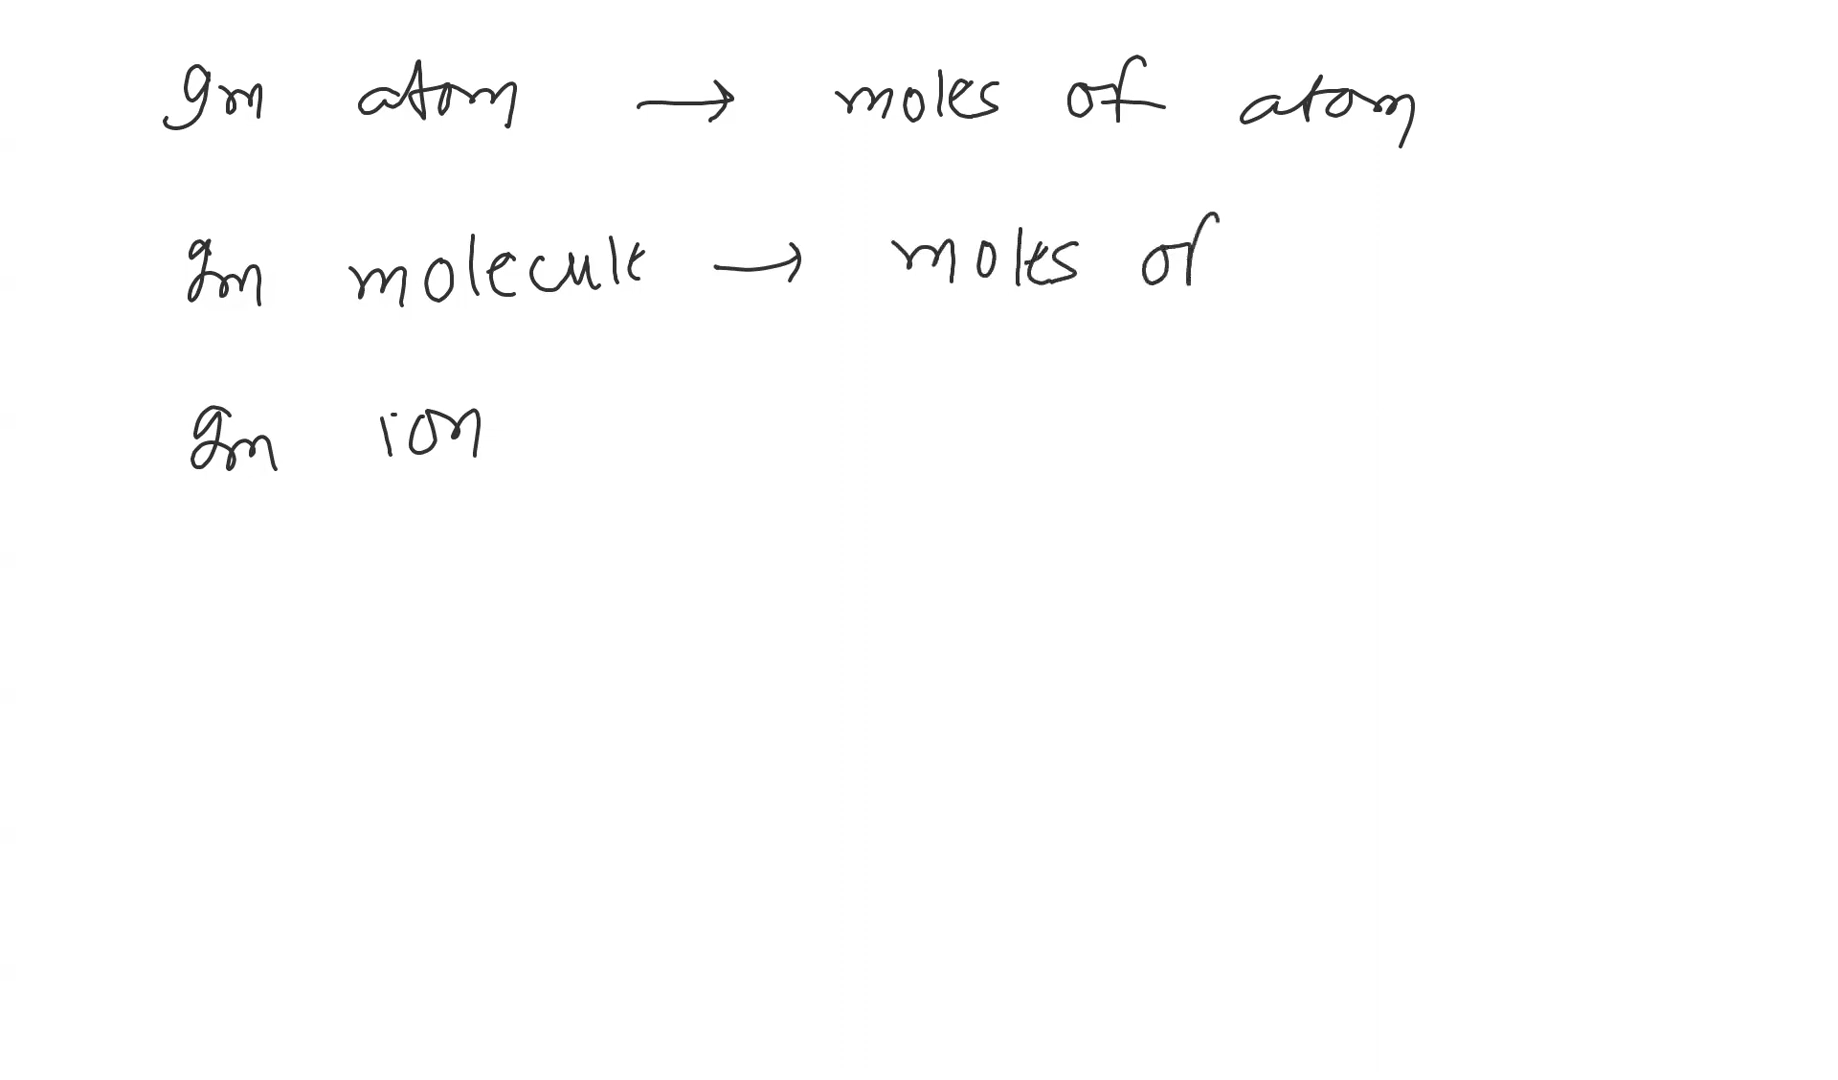 gm atom → moles of atom
gm molecule → moles of
gm ion